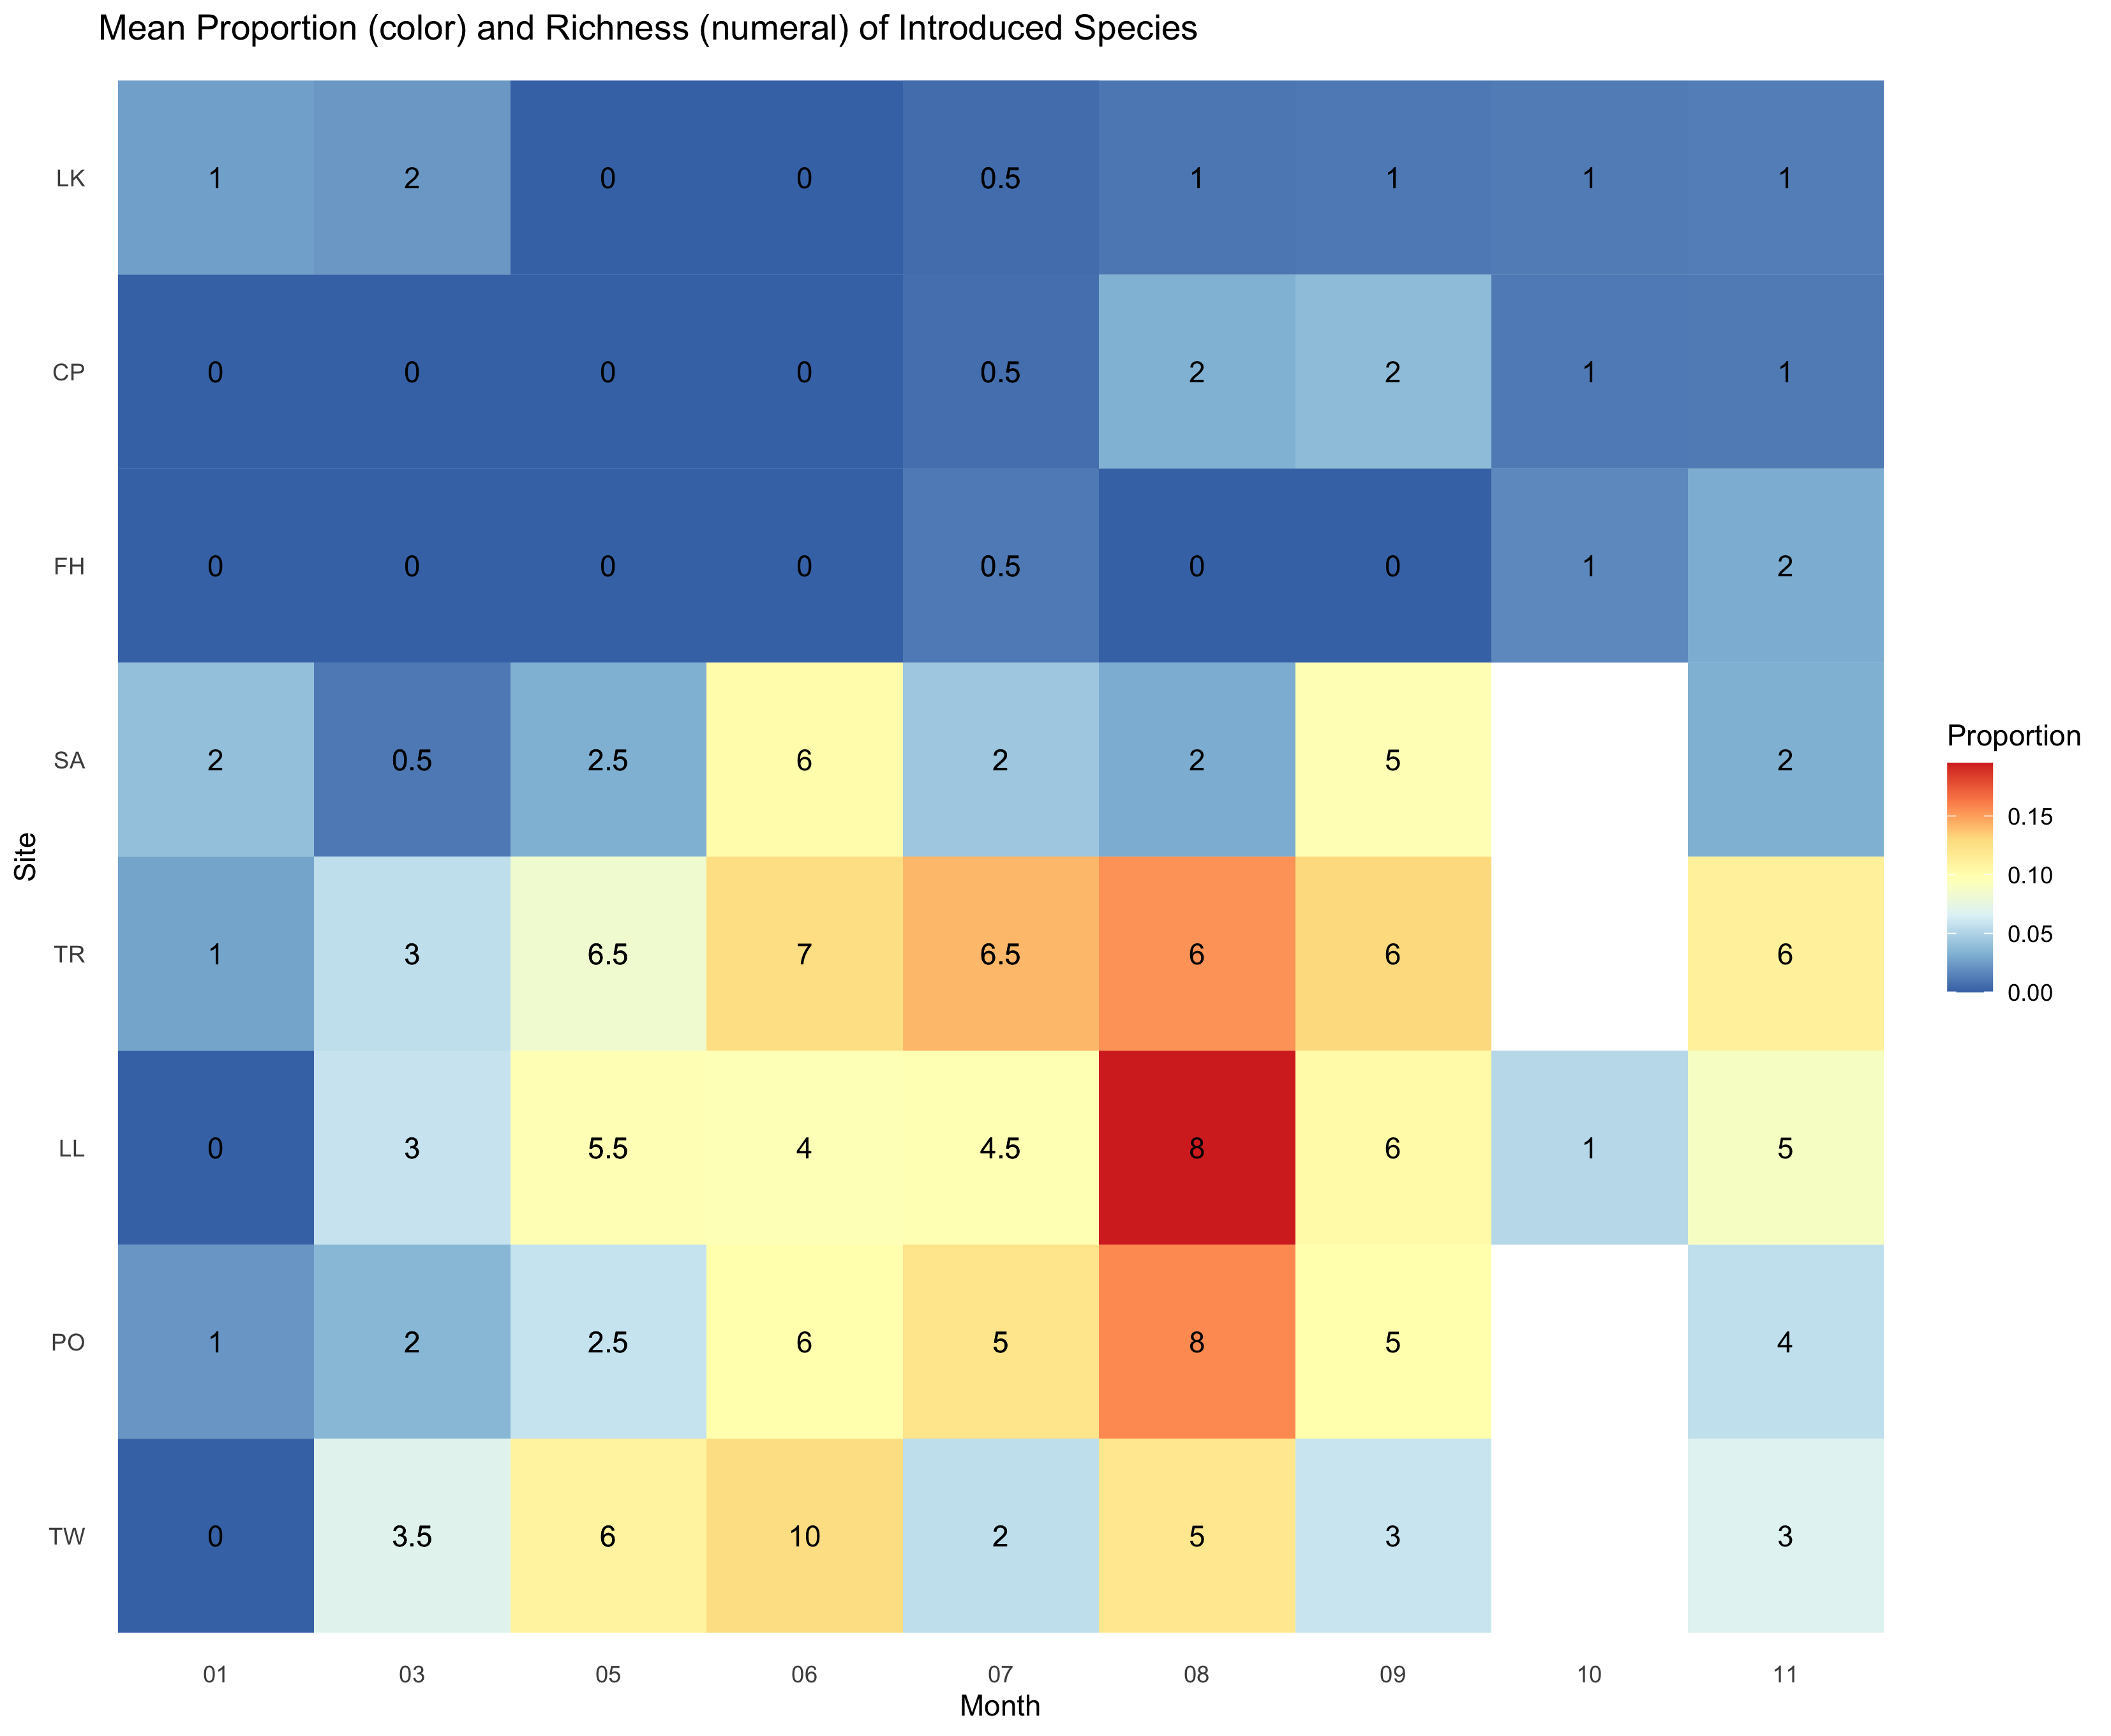 Mean Proportion (color) and Richness (numeral) of Introduced Species
LK 1 2 0 0 0.5 1 1 1 1
CP 0 0 0 0 0.5 2 2 1 1
FH 0 0 0 0 0.5 0 0 1 2
SA 2 0.5 2.5 6 2 2 5 2
TR 1 3 6.5 7 6.5 6 6 6
LL 0 3 5.5 4 4.5 8 6 1 5
PO 1 2 2.5 6 5 8 5 4
TW 0 3.5 6 10 2 5 3 3
01 03 05 06 07 08 09 10 11
Month
Site
Proportion
0.15
0.10
0.05
0.00